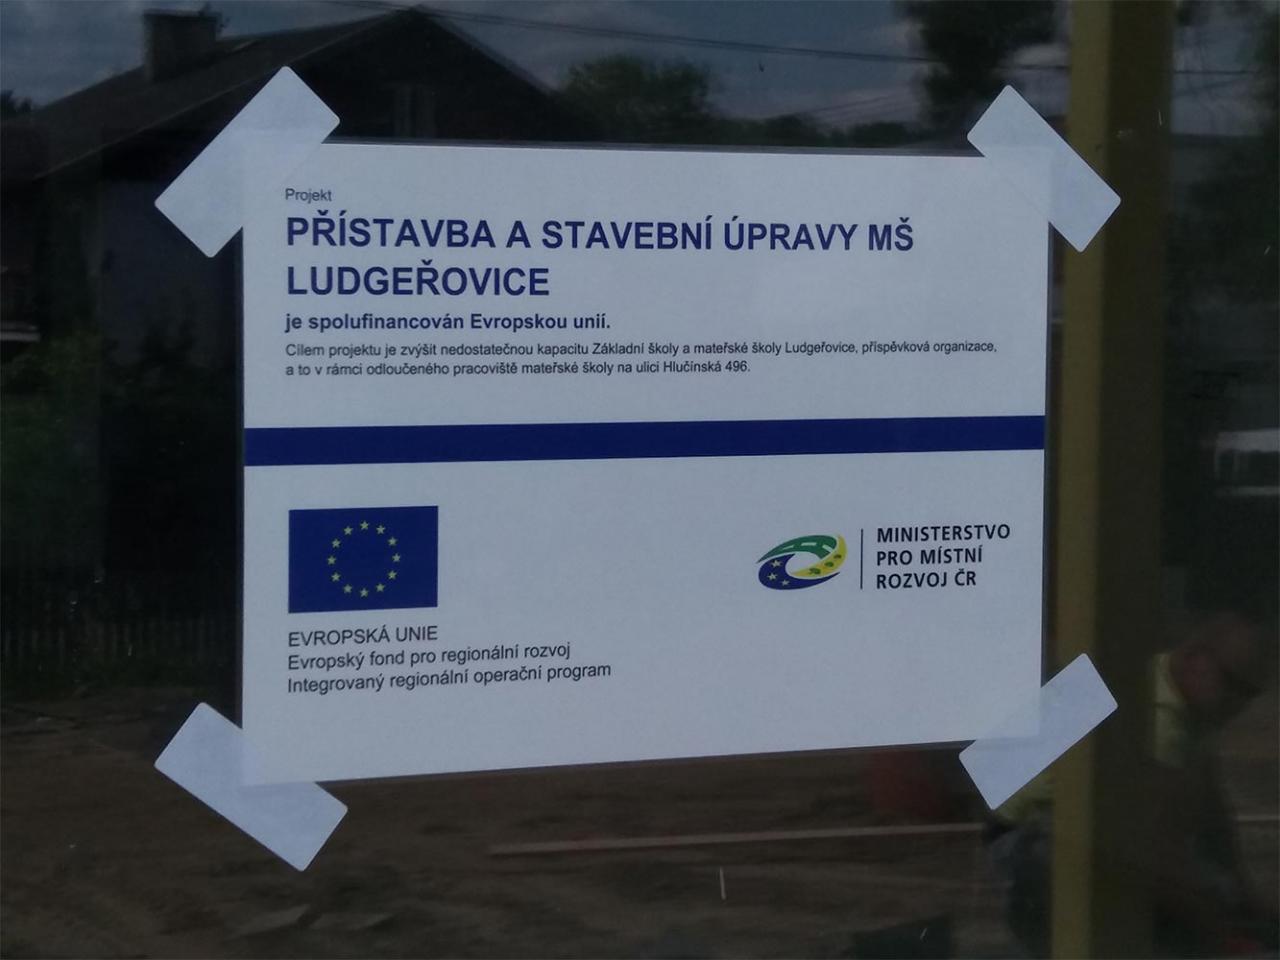 Projekt
PŘÍSTAVBA A STAVEBNÍ ÚPRAVY MŠ
LUDGEŘOVICE
je spolufinancován Evropskou unií.
Cílem projektu je zvýšit nedostatečnou kapacitu Základní školy a mateřské školy Ludgeřovice, příspěvková organizace,
a to v rámci odloučeného pracoviště mateřské školy na ulici Hlučínská 496.
EVROPSKÁ UNIE
Evropský fond pro regionální rozvoj
Integrovaný regionální operační program
MINISTERSTVO
PRO MÍSTNÍ
ROZVOJ ČR